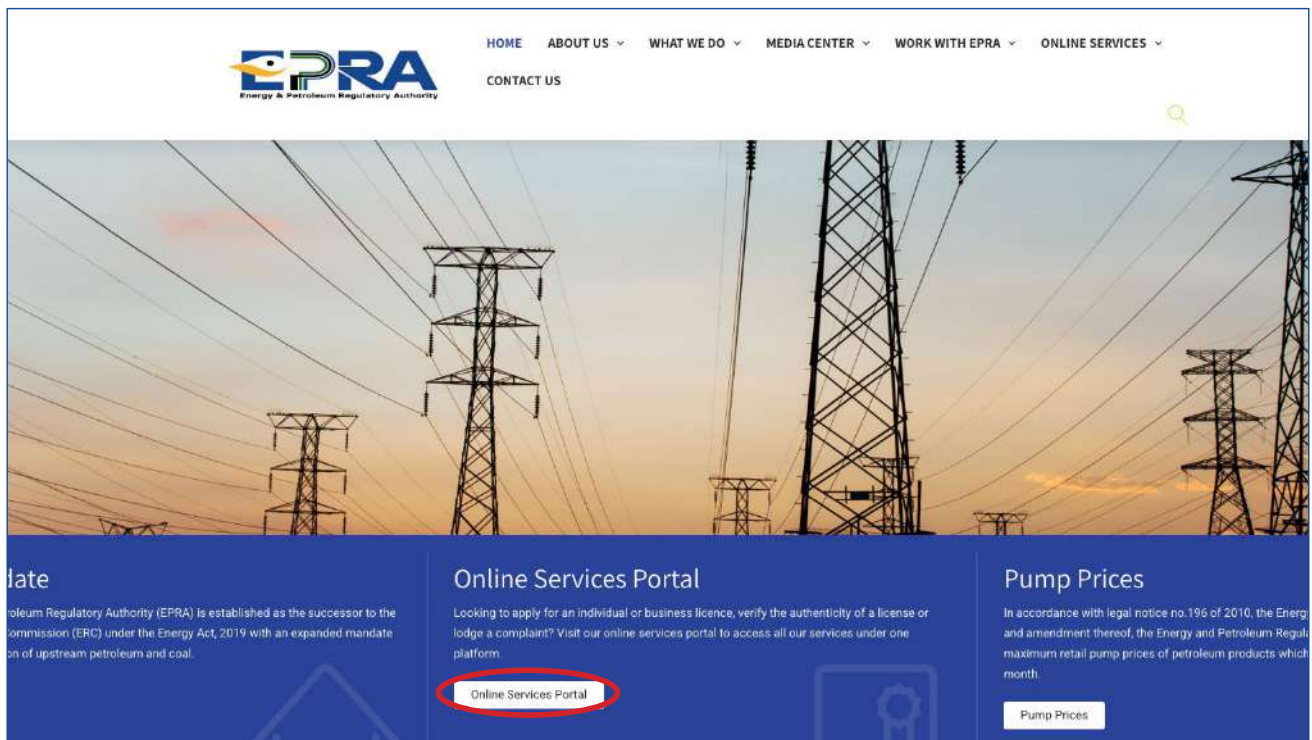 EPRA
Energy & Petroleum Regulatory Authority
HOME ABOUT US WHAT WE DO MEDIA CENTER WORK WITH EPRA ONLINE SERVICES
CONTACT US
date
roleum Regulatory Authority (EPRA) is established as the successor to the
Commission (ERC) under the Energy Act, 2019 with an expanded mandate
on of upstream petroleum and coal.
Online Services Portal
Looking to apply for an individual or business licence, verify the authenticity of a license or
lodge a complaint? Visit our online services portal to access all our services under one
platform.
Online Services Portal
Pump Prices
In accordance with legal notice no.196 of 2010, the Energy
and amendment thereof, the Energy and Petroleum Regula
maximum retail pump prices of petroleum products which
month.
Pump Prices